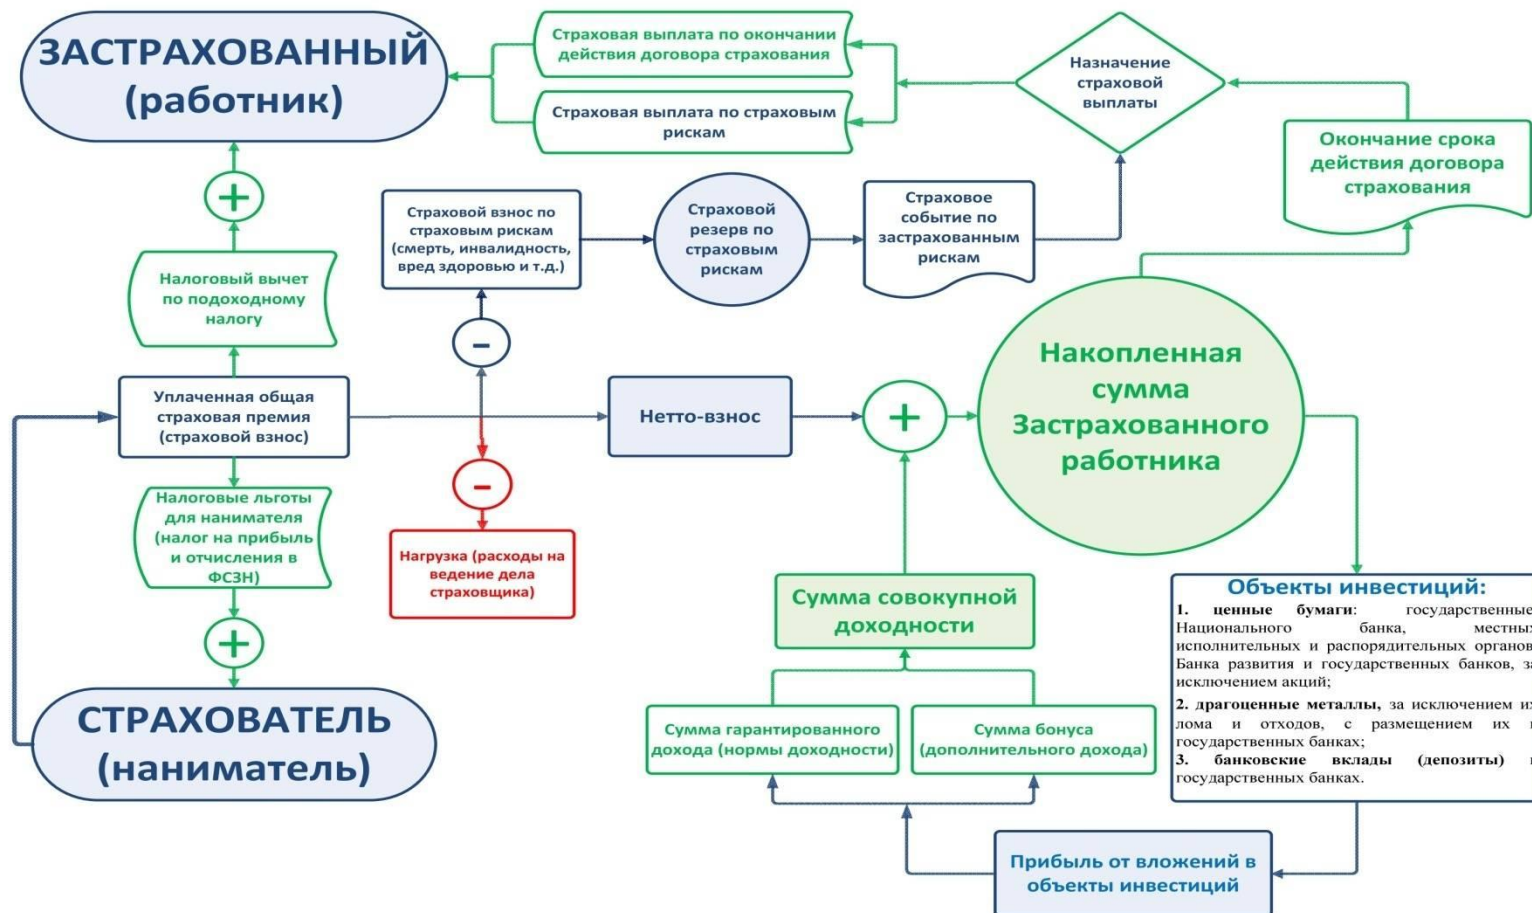 ЗАСТРАХОВАННЫЙ
(работник)
Страховая выплата по окончании
действия договора страхования
Страховая выплата по страховым
рискам
Назначение
страховой
выплаты
Окончание срока
действия договора
страхования
+
Страховой взнос по
страховым рискам
(смерть, инвалидность,
вред здоровью и т.д.)
Страховой
резерв по
страховым
рискам
Страховое
событие по
застрахованным
рискам
Налоговый вычет
по подоходному
налогу
-
Накопленная
сумма
Застрахованного
работника
Уплаченная общая
страховая премия
(страховой взнос)
Нетто-взнос
+
-
Налоговые льготы
для нанимателя
(налог на прибыль
и отчисления в
ФСЗН)
Нагрузка (расходы на
ведение дела
страховщика)
+
СТРАХОВАТЕЛЬ
(наниматель)
Сумма совокупной
доходности
Сумма гарантированного
дохода (нормы доходности)
Сумма бонуса
(дополнительного дохода)
Объекты инвестиций:
1. ценные бумаги: государственные
Национального банка, местных
исполнительных и распорядительных органов
Банка развития и государственных банков, за
исключением акций;
2. драгоценные металлы, за исключением их
лома и отходов, с размещением их
государственных банках;
3. банковские вклады (депозиты)
государственных банках.
Прибыль от вложений в
объекты инвестиций